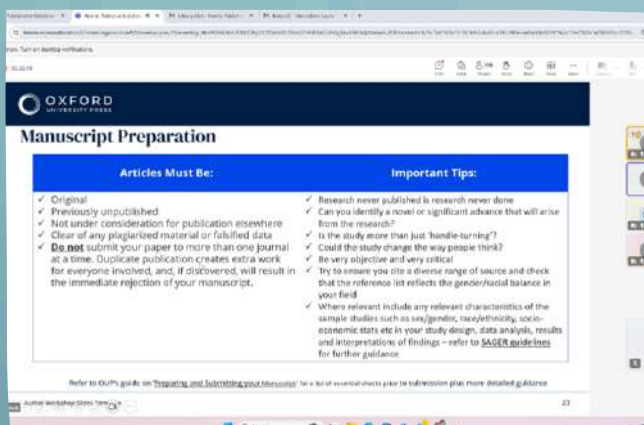 OXFORD
UNIVERSITY PRESS
Manuscript Preparation
Articles Must Be:
✓ Original
✓ Previously unpublished
✓ Not under consideration for publication elsewhere
✓ Clear of any plagiarized material or falsified data
✓ Do not submit your paper to more than one journal
at a time. Duplicate publication creates extra work
for everyone involved, and, if discovered, will result in
the immediate rejection of your manuscript.
Important Tips:
✓ Research never published is research never done
✓ Can you identify a novel or significant advance that will arise
from the research?
✓ Is the study more than just 'handle-turning'?
✓ Could the study change the way people think?
✓ Be very objective and very critical
✓ Try to ensure you cite a diverse range of source and check
that the reference list reflects the gender/racial balance in
your field
✓ Where relevant include any relevant characteristics of the
sample studies such as sex/gender, race/ethnicity, socio-
economic stats etc in your study design, data analysis, results
and interpretations of findings – refer to SAGER guidelines
for further guidance
Refer to OUP's guide on 'Preparing and Submitting your Manuscript' for a list of essential checks prior to submission plus more detailed guidance
Author Workshop Slides
23